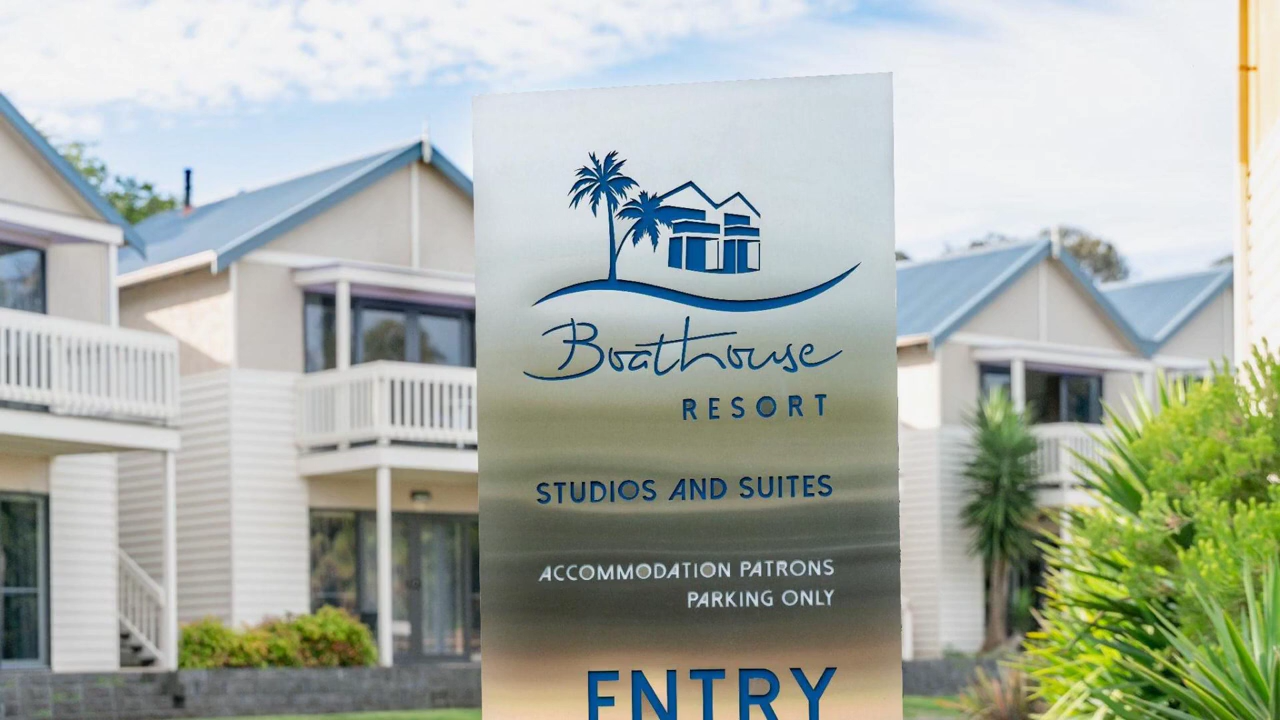 Boathouse
RESORT
STUDIOS AND SUITES
ACCOMMODATION PATRONS
PARKING ONLY
ENTRY